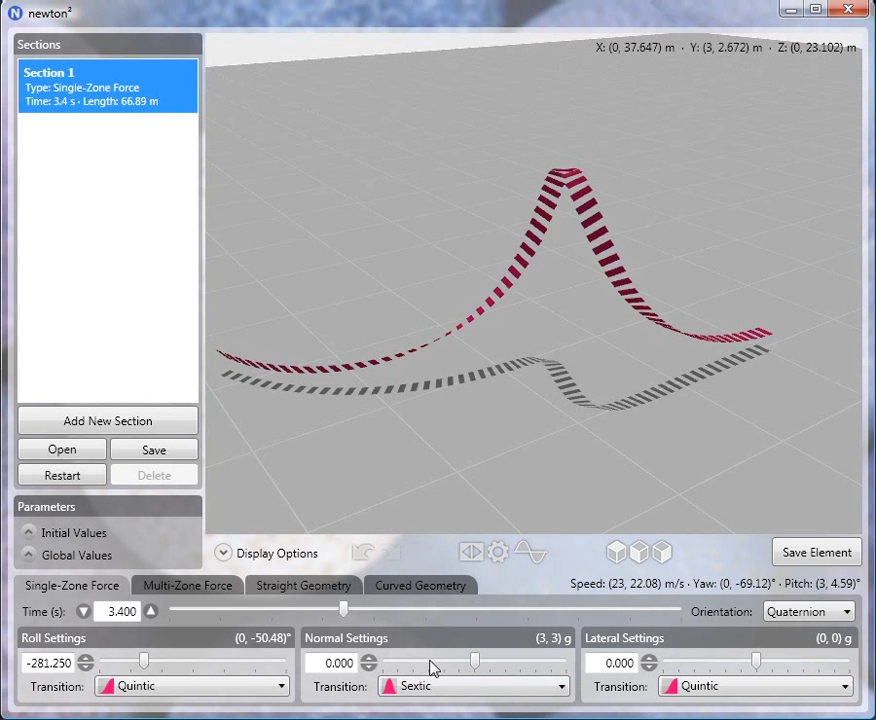 newton²
Sections
Section 1
Type: Single-Zone Force
Time: 3.4 s · Length: 66.89 m
X: (0, 37.647) m · Y: (3, 2.672) m · Z: (0, 23.102) m
Add New Section
Open
Save
Restart
Delete
Parameters
Initial Values
Global Values
Display Options
Save Element
Single-Zone Force
Multi-Zone Force
Straight Geometry
Curved Geometry
Speed: (23, 22.08) m/s · Yaw: (0, -69.12)° · Pitch: (3, 4.59)°
Time (s):
3.400
Orientation:
Quaternion
Roll Settings
(0, -50.48)°
-281.250
Transition:
Quintic
Normal Settings
(3, 3) g
0.000
Transition:
Sextic
Lateral Settings
(0, 0) g
0.000
Transition:
Quintic